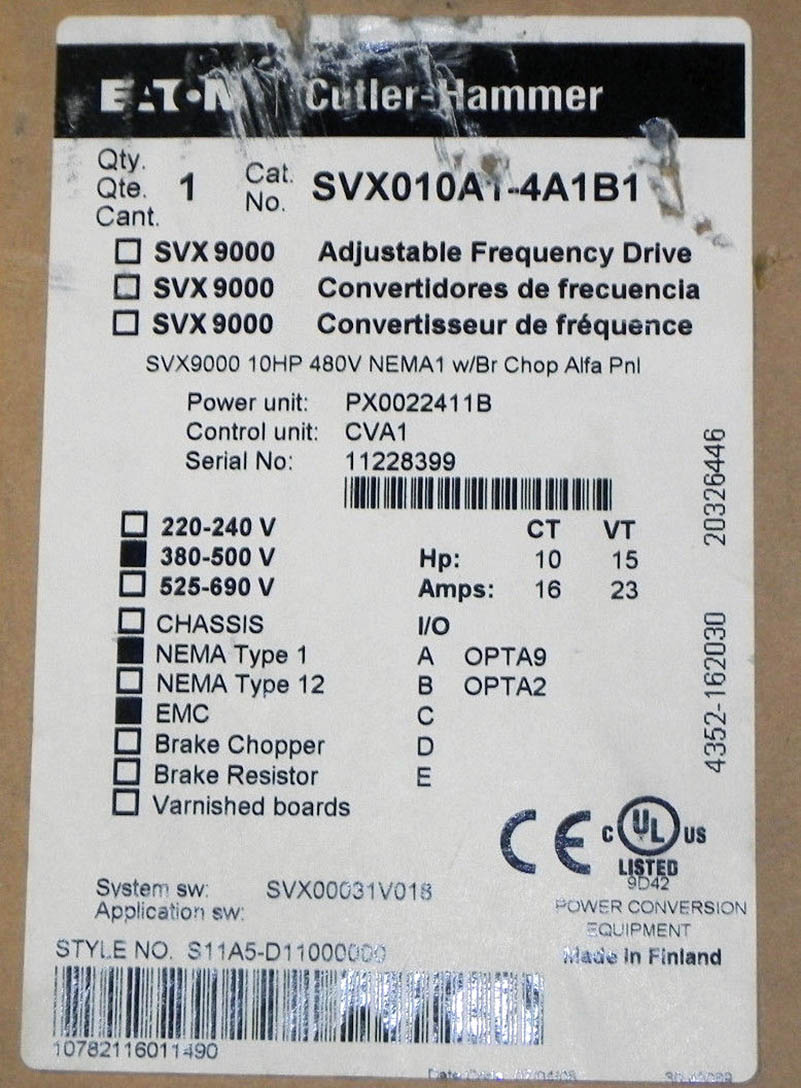 EATON Cutler-Hammer
Qty.
Qte. 1 Cat. No. SVX010A1-4A1B1
Cant.
SVX 9000 Adjustable Frequency Drive
SVX 9000 Convertidores de frecuencia
SVX 9000 Convertisseur de fréquence
SVX9000 10HP 480V NEMA1 w/Br Chop Alfa Pnl
Power unit: PX0022411B
Control unit: CVA1
Serial No: 11228399
220-240 V CT VT
380-500 V Hp: 10 15
525-690 V Amps: 16 23
CHASSIS I/O
NEMA Type 1 A OPTA9
NEMA Type 12 B OPTA2
EMC C
Brake Chopper D
Brake Resistor E
Varnished boards
20326446
4352-162030
CE C UL US
LISTED
9D42
POWER CONVERSION
EQUIPMENT
Made in Finland
System sw: SVX00031V018
Application sw:
STYLE NO. S11A5-D11000000
10782116011490
Date Code: